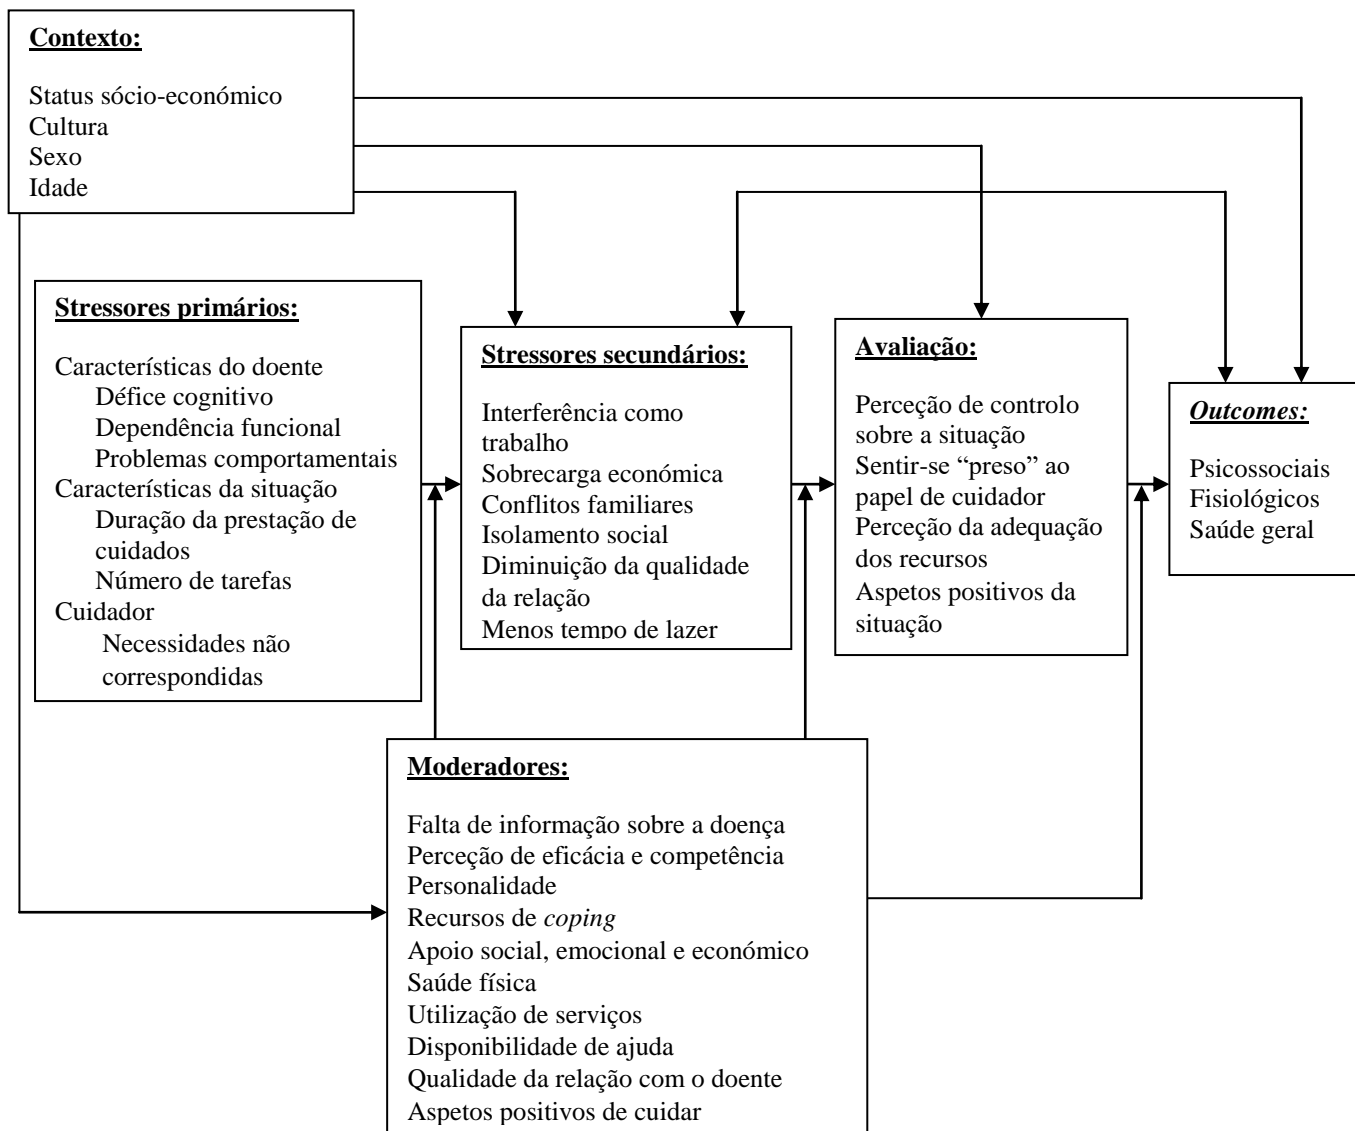 Contexto:
Status sócio-económico
Cultura
Sexo
Idade
Stressores primários:
Características do doente
Défice cognitivo
Dependência funcional
Problemas comportamentais
Características da situação
Duração da prestação de
cuidados
Número de tarefas
Cuidador
Necessidades não
correspondidas
Stressores secundários:
Interferência como
trabalho
Sobrecarga económica
Conflitos familiares
Isolamento social
Diminuição da qualidade
da relação
Menos tempo de lazer
Avaliação:
Perceção de controlo
sobre a situação
Sentir-se “preso” ao
papel de cuidador
Perceção da adequação
dos recursos
Aspetos positivos da
situação
Outcomes:
Psicossociais
Fisiológicos
Saúde geral
Moderadores:
Falta de informação sobre a doença
Perceção de eficácia e competência
Personalidade
Recursos de coping
Apoio social, emocional e económico
Saúde física
Utilização de serviços
Disponibilidade de ajuda
Qualidade da relação com o doente
Aspetos positivos de cuidar